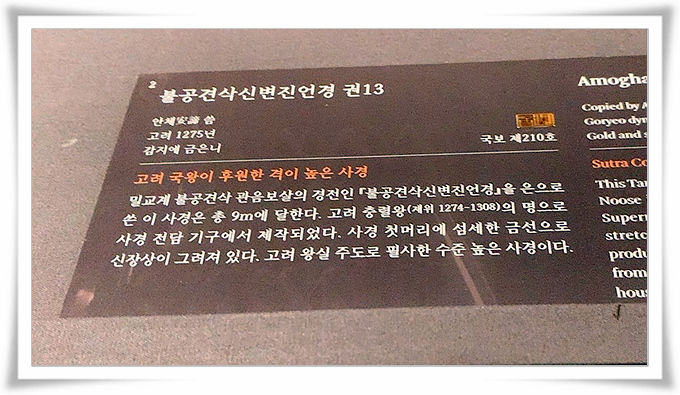 2
불공견삭신변진언경 권13
안체安諦 씀
고려 1275년
감지에 금은니
국보 제210호
고려 국왕이 후원한 격이 높은 사경
밀교계 불공견삭 관음보살의 경전인 『불공견삭신변진언경』을 은으로
쓴 이 사경은 총 9m에 달한다. 고려 충렬왕(재위 1274-1308)의 명으로
사경 전담 기구에서 제작되었다. 사경 첫머리에 섬세한 금선으로
신장상이 그려져 있다. 고려 왕실 주도로 필사한 수준 높은 사경이다.
Amogha
Copied by
Goryeo dyn
Gold and s
Sutra Co
This Tan
Noose
Super
stretc
produ
from
hous